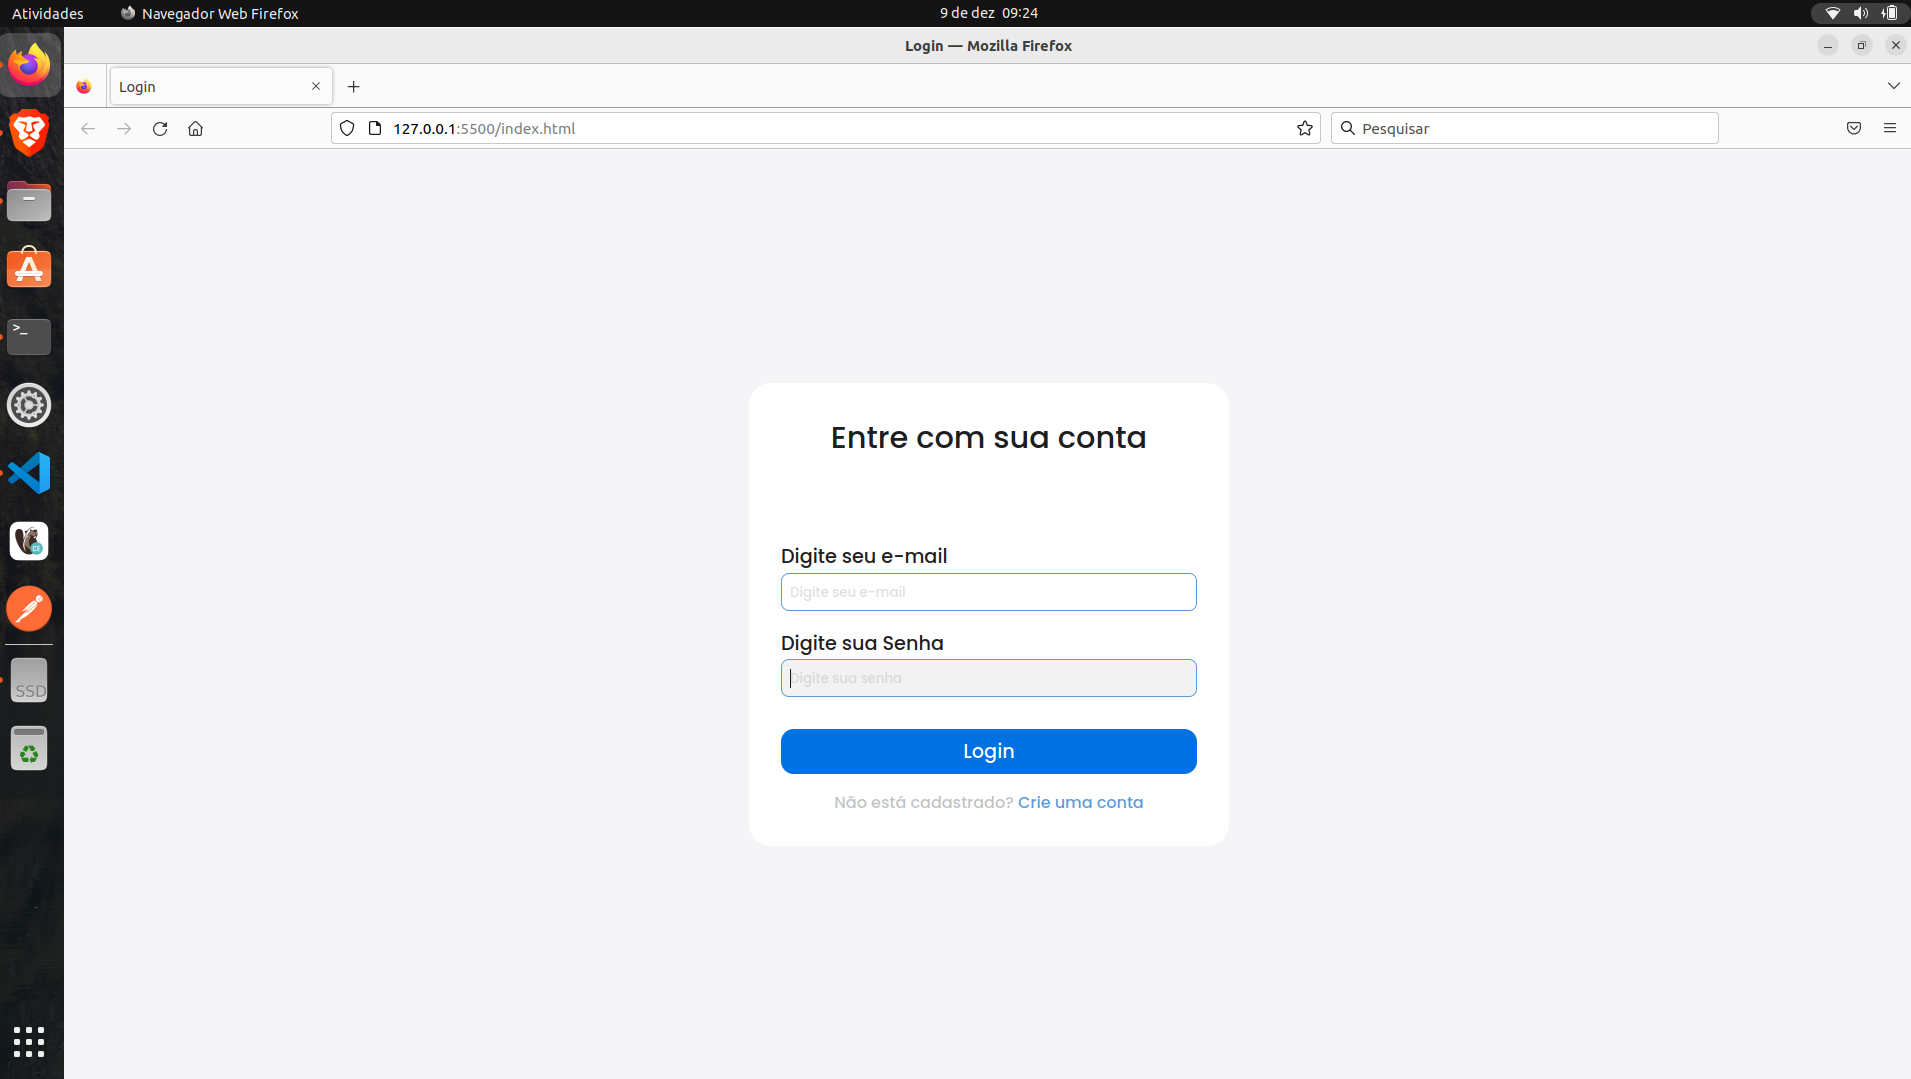 Atividades Navegador Web Firefox 9 de dez 09:24
Login — Mozilla Firefox
Login
127.0.0.1:5500/index.html Pesquisar
>_
Entre com sua conta
CE
Digite seu e-mail
Digite seu e-mail
Digite sua Senha
Digite sua senha
SSD
Login
Não está cadastrado? Crie uma conta